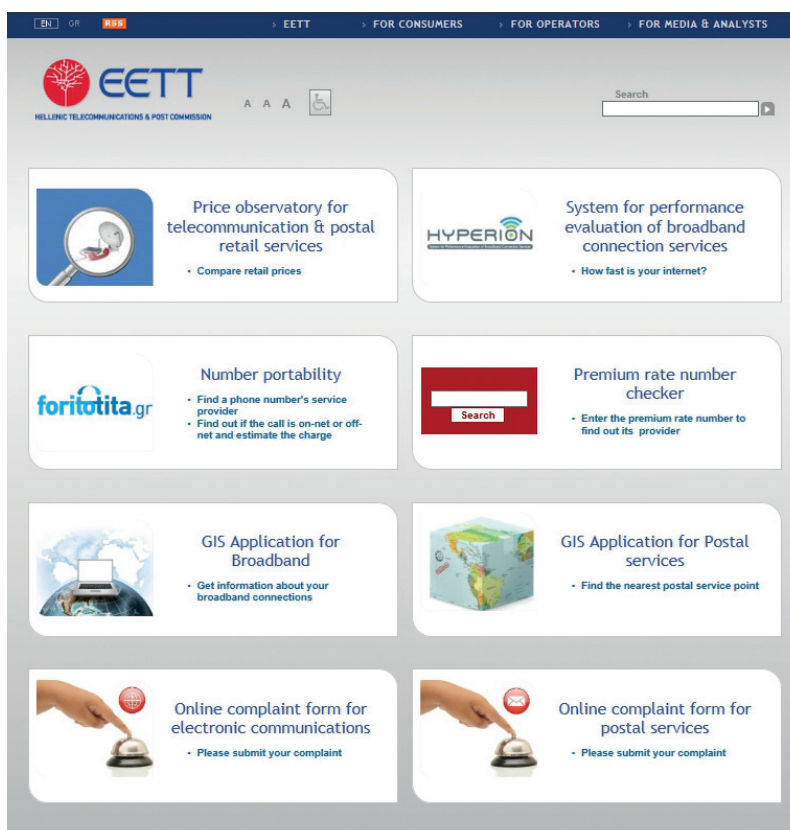 EN GR RSS › EETT › FOR CONSUMERS › FOR OPERATORS › FOR MEDIA & ANALYSTS
EETT
HELLENIC TELECOMMUNICATIONS & POST COMMISSION
A A A
Search
Price observatory for
telecommunication & postal
retail services
• Compare retail prices
HYPERION
System for performance
evaluation of broadband
connection services
• How fast is your internet?
foritotita.gr
Number portability
• Find a phone number's service
provider
• Find out if the call is on-net or off-
net and estimate the charge
Search
Premium rate number
checker
• Enter the premium rate number to
find out its provider
GIS Application for
Broadband
• Get information about your
broadband connections
GIS Application for Postal
services
• Find the nearest postal service point
Online complaint form for
electronic communications
• Please submit your complaint
Online complaint form for
postal services
• Please submit your complaint